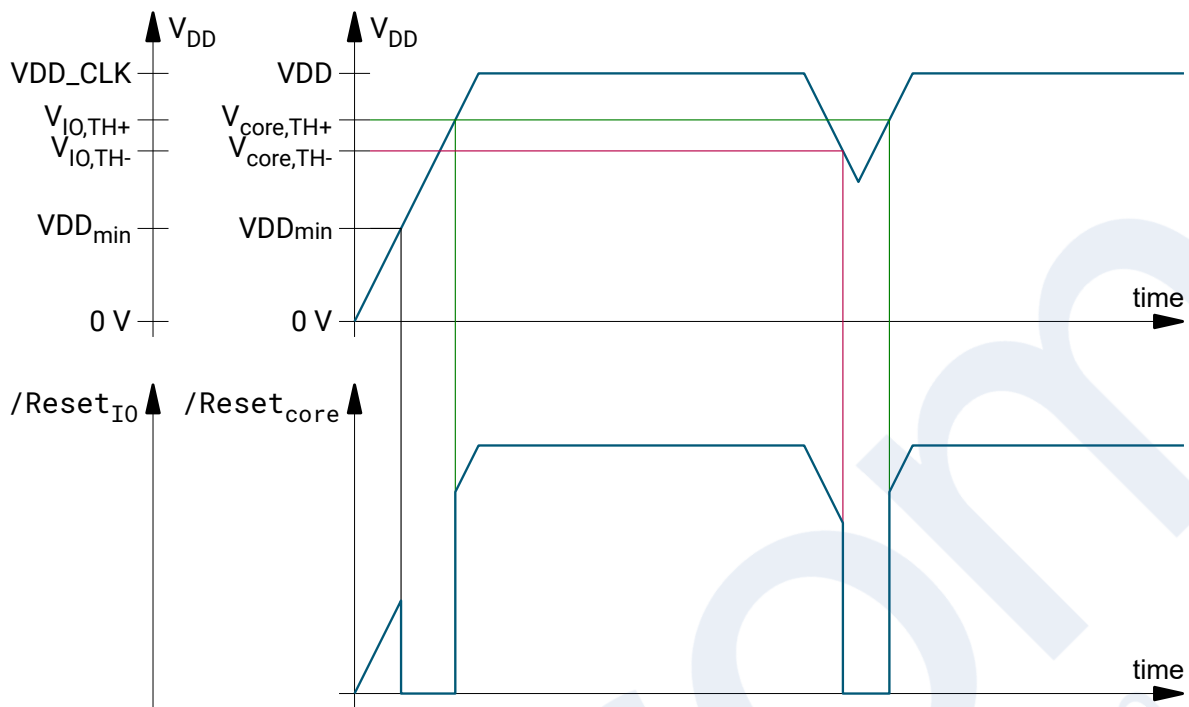 VDD VDD
VDD_CLK VDD
VIO,TH+ Vcore,TH+
VIO,TH- Vcore,TH-
VDDmin VDDmin
0 V 0 V
time
/ResetIO /Resetcore
time